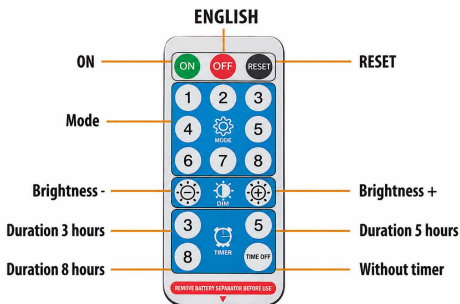 ENGLISH
ON
ON
OFF
RESET
RESET
1
2
3
Mode
4
MODE
5
6
7
8
Brightness -
DIM
Brightness +
Duration 3 hours
3
TIMER
5
Duration 5 hours
Duration 8 hours
8
TIME OFF
Without timer
REMOVE BATTERY SEPARATOR BEFORE USE